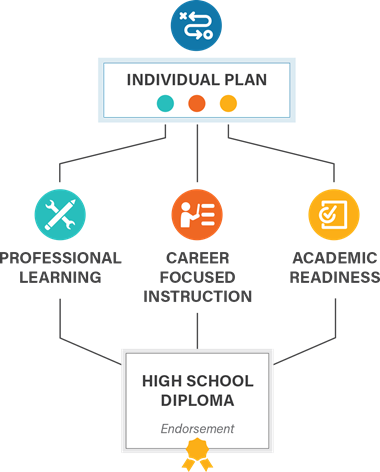 INDIVIDUAL PLAN
PROFESSIONAL
LEARNING
CAREER
FOCUSED
INSTRUCTION
ACADEMIC
READINESS
HIGH SCHOOL
DIPLOMA
Endorsement